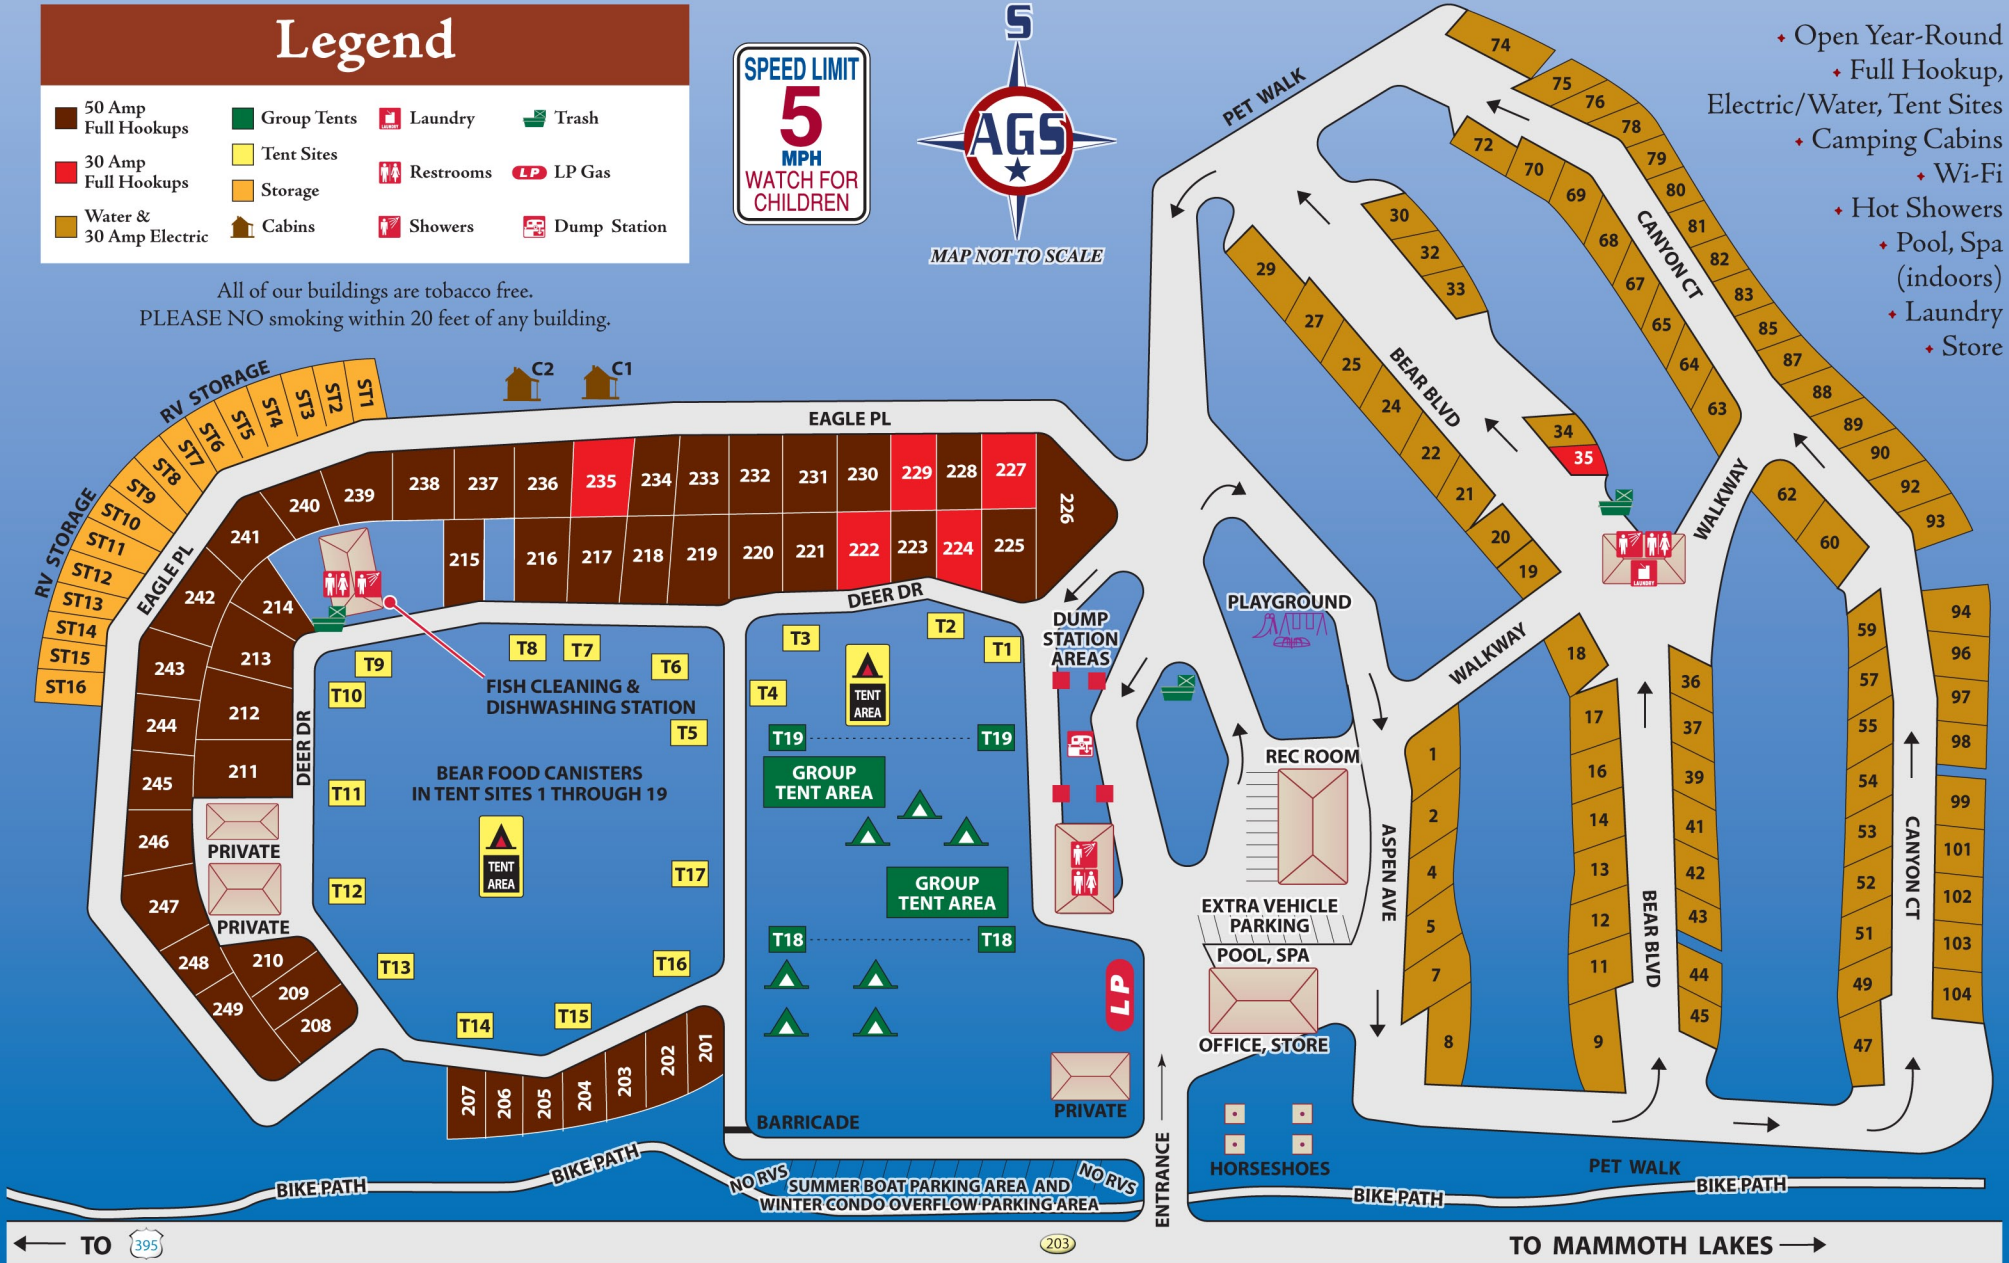 Legend
50 Amp
Full Hookups
30 Amp
Full Hookups
Water &
30 Amp Electric
Group Tents
Tent Sites
Storage
Cabins
Laundry
Restrooms
Showers
Trash
LP
LP Gas
Dump Station
SPEED LIMIT
5
MPH
WATCH FOR
CHILDREN
S
AGS
MAP NOT TO SCALE
Open Year-Round
Full Hookup,
Electric/Water, Tent Sites
Camping Cabins
Wi-Fi
Hot Showers
Pool, Spa
(indoors)
Laundry
Store
All of our buildings are tobacco free.
PLEASE NO smoking within 20 feet of any building.
RV STORAGE
RV STORAGE
ST1
ST2
ST3
ST4
ST5
ST6
ST7
ST8
ST9
ST10
ST11
ST12
ST13
ST14
ST15
ST16
C2
C1
EAGLE PL
EAGLE PL
240
239
238
237
236
235
234
233
232
231
230
229
228
227
226
215
216
217
218
219
220
221
222
223
224
225
241
242
243
244
245
246
247
248
249
214
213
212
211
210
209
208
PRIVATE
PRIVATE
DEER DR
DEER DR
FISH CLEANING &
DISHWASHING STATION
T9
T8
T7
T6
T10
T5
T11
BEAR FOOD CANISTERS
IN TENT SITES 1 THROUGH 19
TENT
AREA
T12
T17
T13
T16
T14
T15
207
206
205
204
203
202
201
T3
T2
T1
T4
TENT
AREA
T19
T19
GROUP
TENT AREA
GROUP
TENT AREA
T18
T18
DUMP
STATION
AREAS
LP
PRIVATE
BARRICADE
PLAYGROUND
REC ROOM
EXTRA VEHICLE
PARKING
POOL, SPA
OFFICE, STORE
HORSESHOES
ENTRANCE
ASPEN AVE
PET WALK
WALKWAY
WALKWAY
BEAR BLVD
BEAR BLVD
CANYON CT
CANYON CT
74
75
76
78
79
80
81
82
83
85
87
88
89
90
92
93
94
96
97
98
99
101
102
103
104
72
70
69
68
67
65
64
63
62
60
59
57
55
54
53
52
51
49
47
30
32
33
34
35
LAUNDRY
29
27
25
24
22
21
20
19
18
17
16
14
13
12
11
9
36
37
39
41
42
43
44
45
1
2
4
5
7
8
PET WALK
BIKE PATH
BIKE PATH
BIKE PATH
BIKE PATH
NO RVS
NO RVS
SUMMER BOAT PARKING AREA AND
WINTER CONDO OVERFLOW PARKING AREA
TO 395
203
TO MAMMOTH LAKES